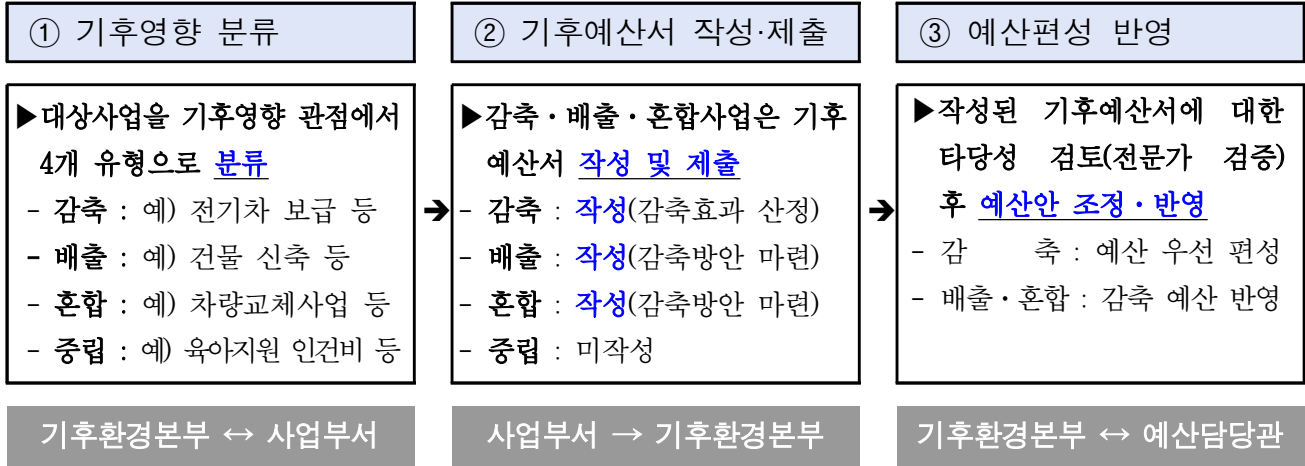 ① 기후영향 분류
▶대상사업을 기후영향 관점에서
4개 유형으로 분류
- 감축 : 예) 전기차 보급 등
- 배출 : 예) 건물 신축 등
- 혼합 : 예) 차량교체사업 등
- 중립 : 예) 육아지원 인건비 등
기후환경본부 ↔ 사업부서
➔
② 기후예산서 작성·제출
▶감축・배출・혼합사업은 기후
예산서 작성 및 제출
- 감축 : 작성(감축효과 산정)
- 배출 : 작성(감축방안 마련)
- 혼합 : 작성(감축방안 마련)
- 중립 : 미작성
사업부서 → 기후환경본부
➔
③ 예산편성 반영
▶작성된 기후예산서에 대한
타당성 검토(전문가 검증)
후 예산안 조정・반영
- 감 축 : 예산 우선 편성
- 배출・혼합 : 감축 예산 반영
기후환경본부 ↔ 예산담당관